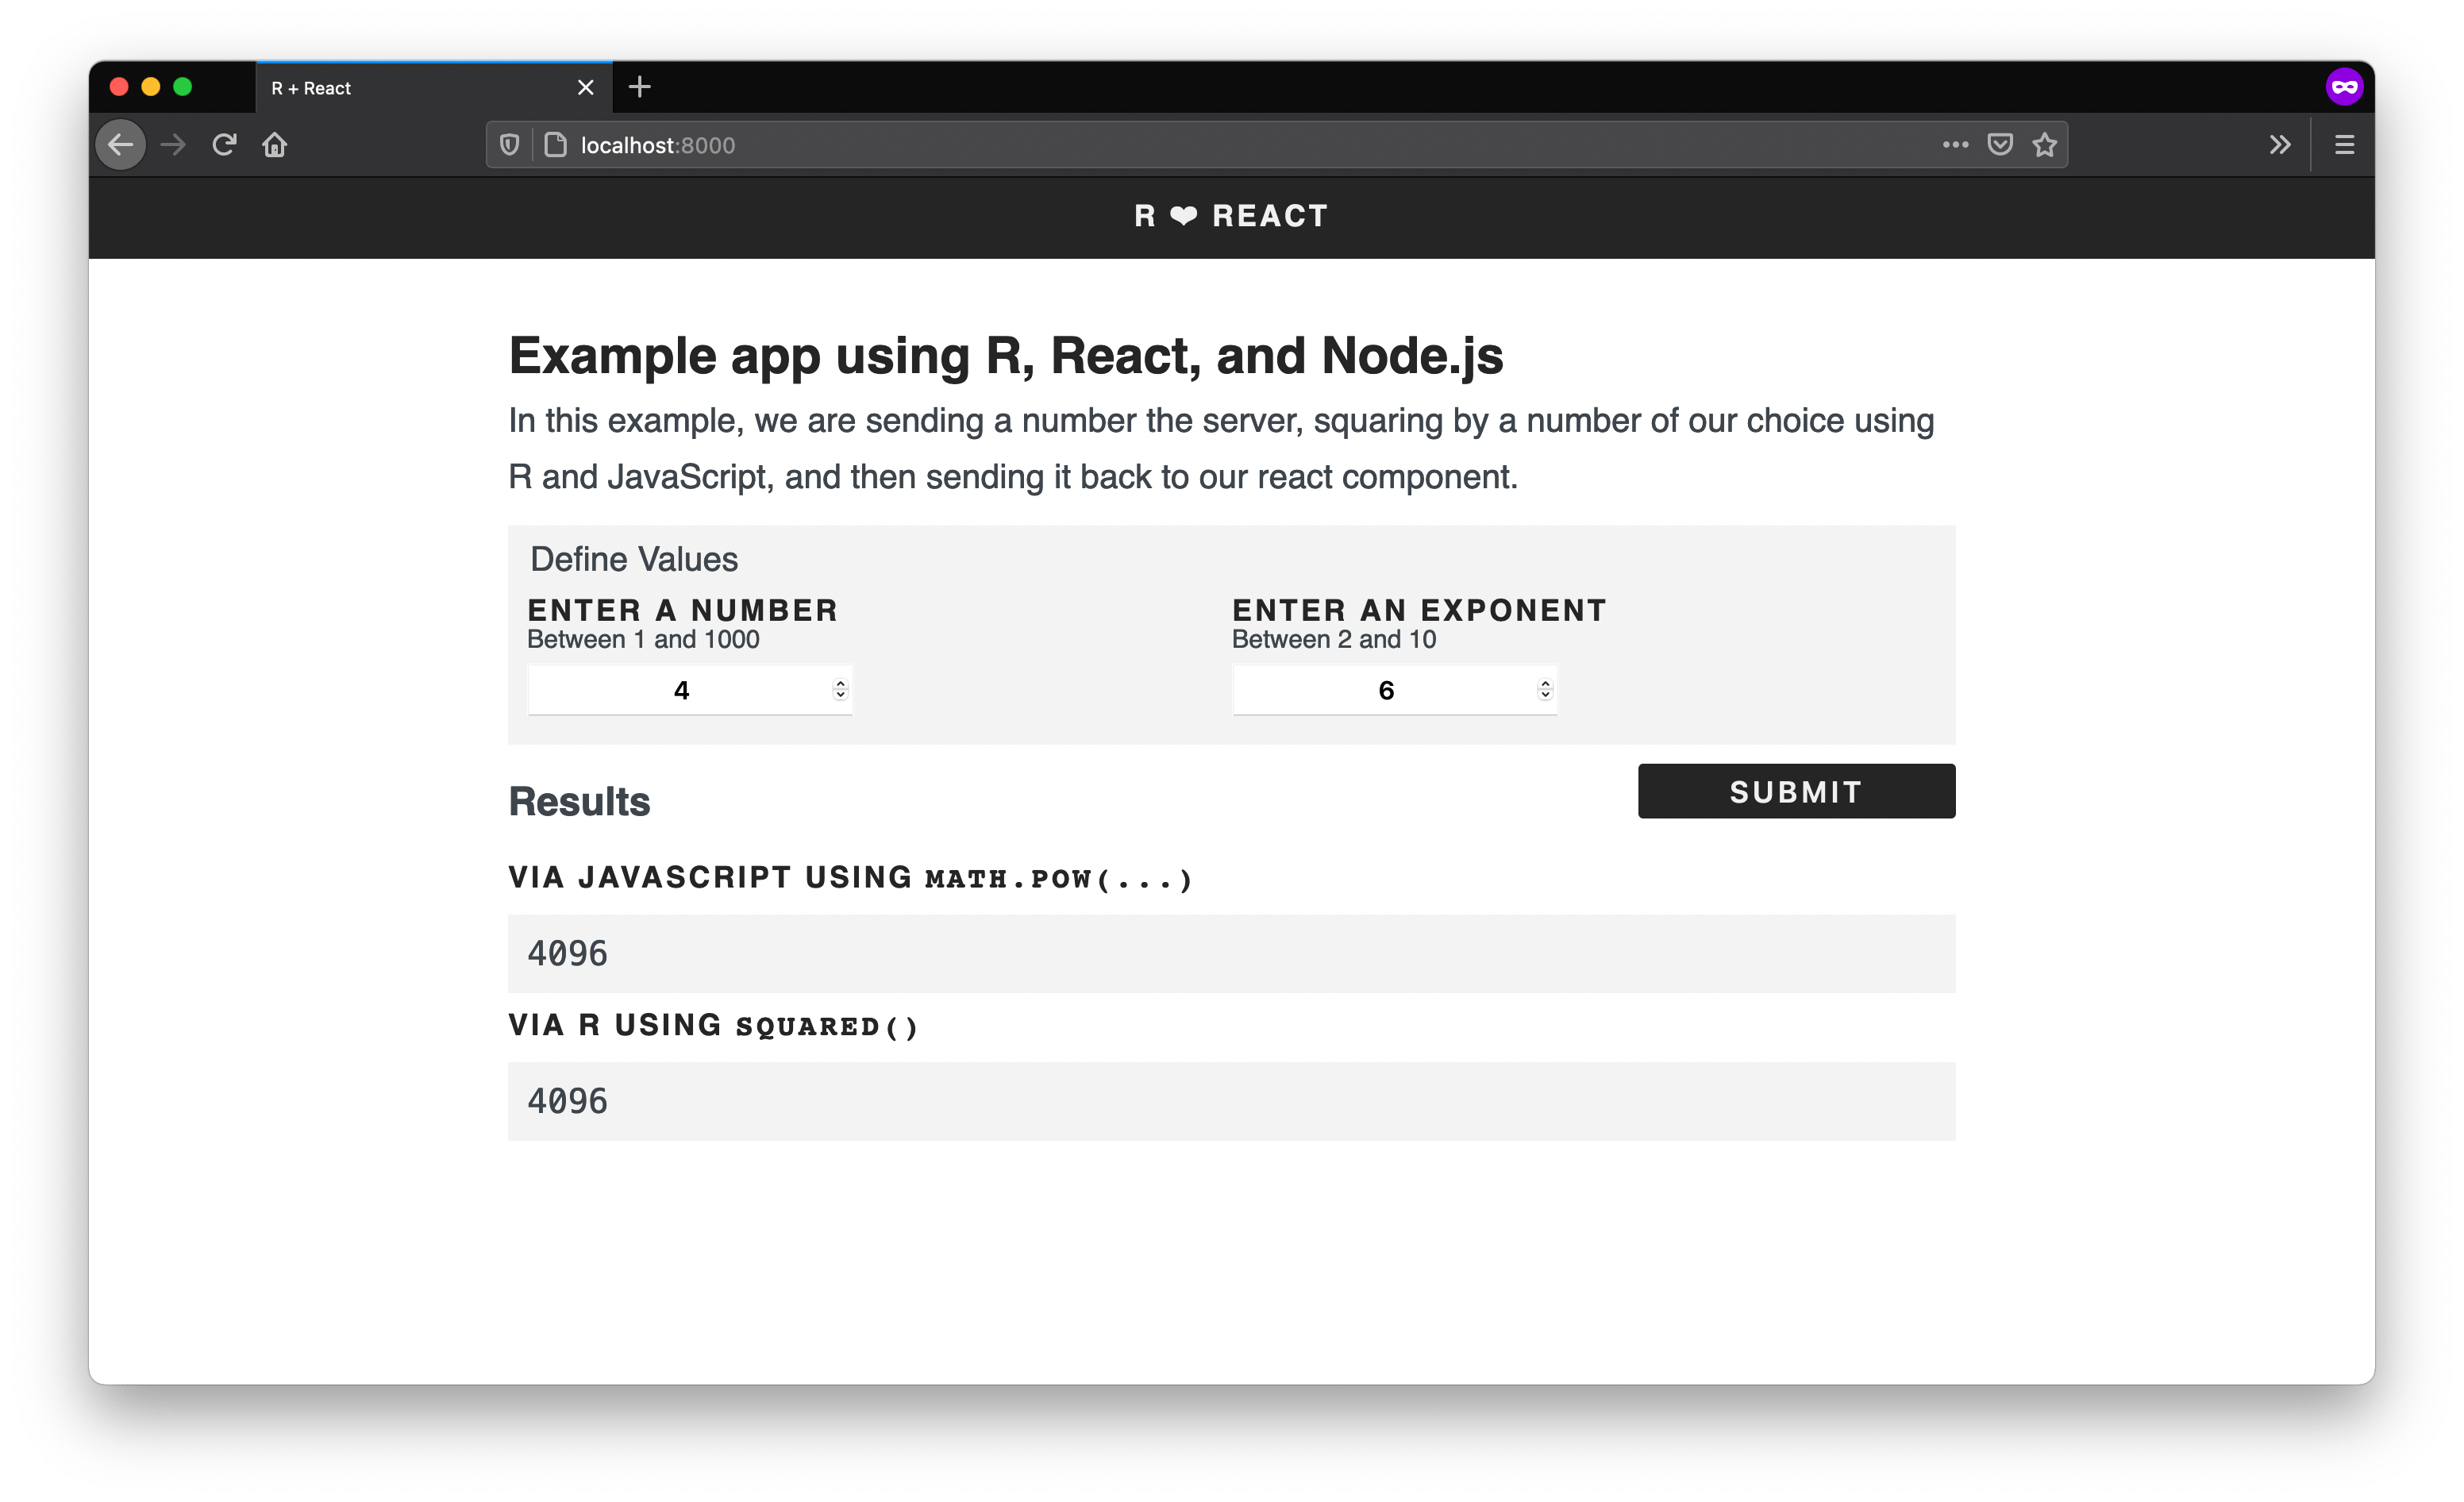 R + React
localhost:8000
R ❤ REACT
Example app using R, React, and Node.js
In this example, we are sending a number the server, squaring by a number of our choice using
R and JavaScript, and then sending it back to our react component.
Define Values
ENTER A NUMBER
Between 1 and 1000
4
ENTER AN EXPONENT
Between 2 and 10
6
SUBMIT
Results
VIA JAVASCRIPT USING MATH.POW(...)
4096
VIA R USING SQUARED()
4096